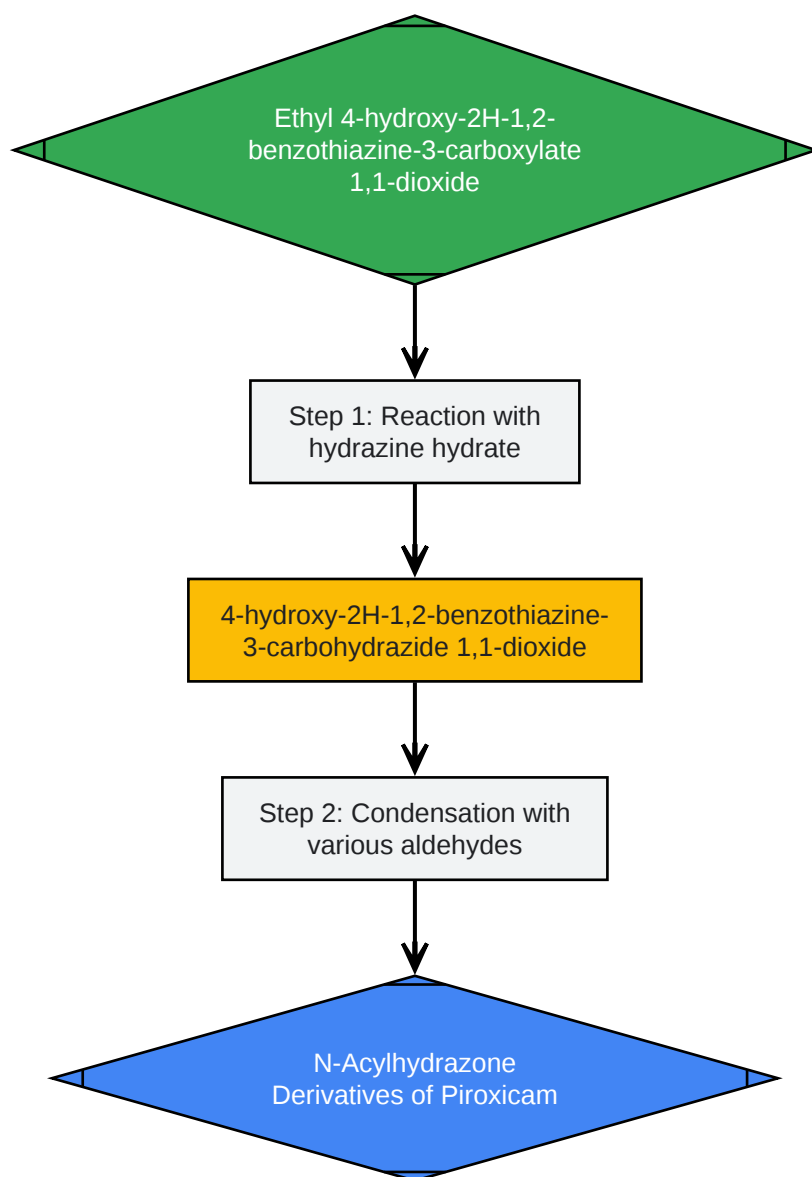 Ethyl 4-hydroxy-2H-1,2-
benzothiazine-3-carboxylate
1,1-dioxide
Step 1: Reaction with
hydrazine hydrate
4-hydroxy-2H-1,2-benzothiazine-
3-carbohydrazide 1,1-dioxide
Step 2: Condensation with
various aldehydes
N-Acylhydrazone
Derivatives of Piroxicam